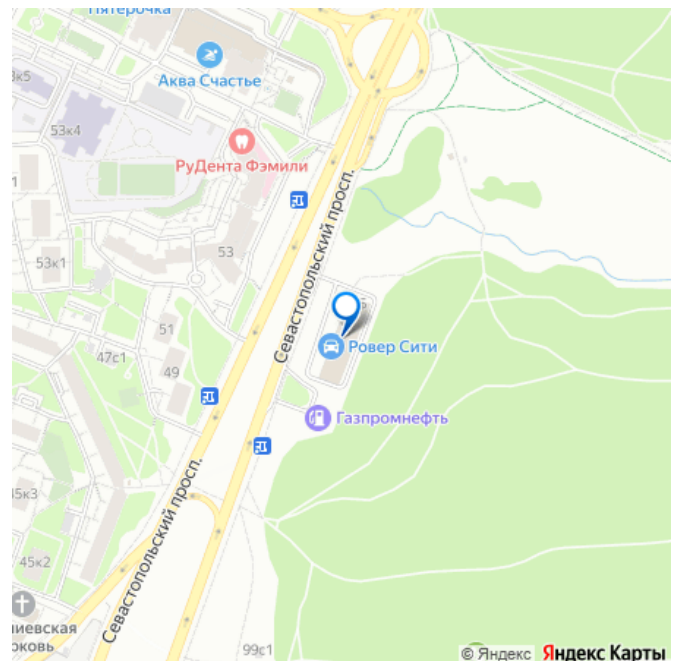 Пятерочка
Аква Счастье
53к4
РуДента Фэмили
Севастопольский просп.
53
53к1
51
47с1
49
Ровер Сити
Газпромнефть
Севастопольский просп.
45к2
99с1
© Яндекс Яндекс Карты